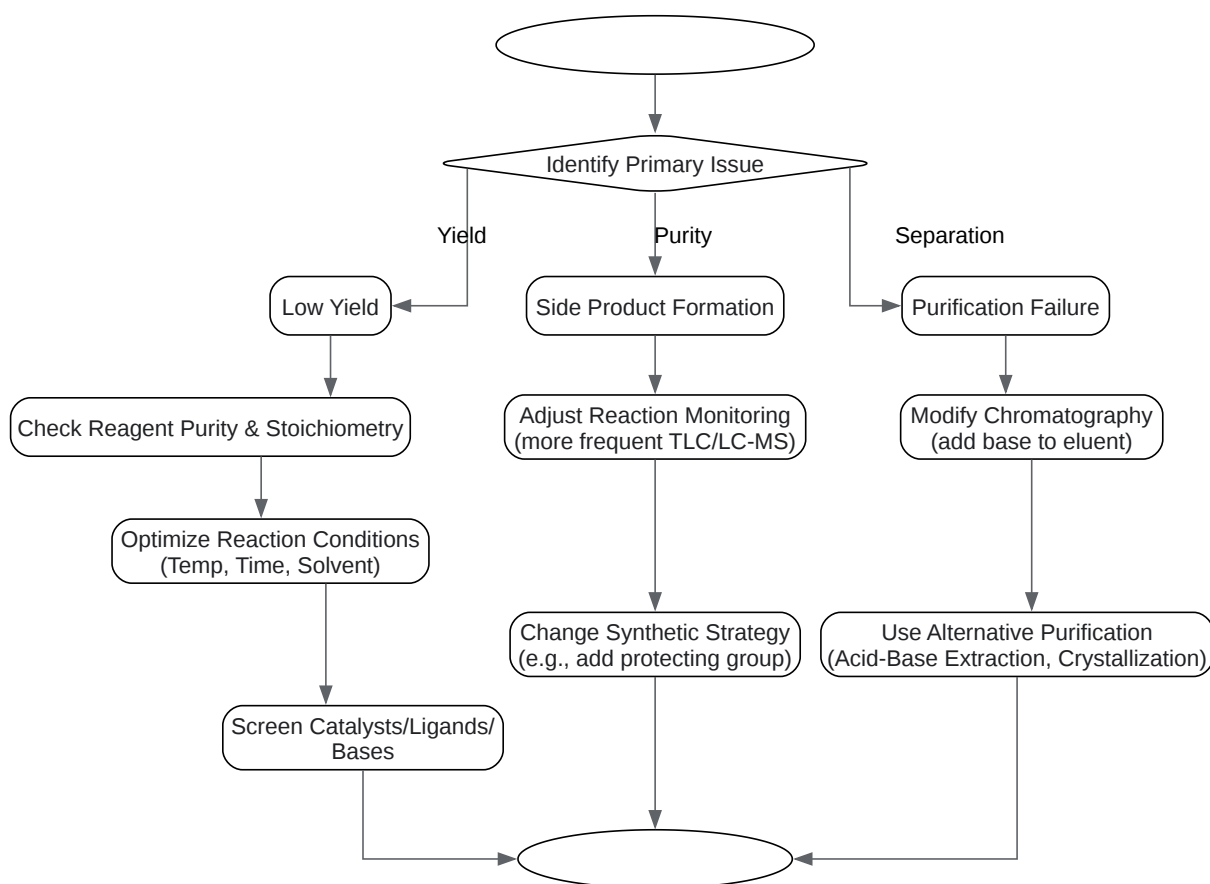 Identify Primary Issue
Yield
Purity
Separation
Low Yield
Side Product Formation
Purification Failure
Check Reagent Purity & Stoichiometry
Adjust Reaction Monitoring
(more frequent TLC/LC-MS)
Modify Chromatography
(add base to eluent)
Optimize Reaction Conditions
(Temp, Time, Solvent)
Change Synthetic Strategy
(e.g., add protecting group)
Use Alternative Purification
(Acid-Base Extraction, Crystallization)
Screen Catalysts/Ligands/
Bases